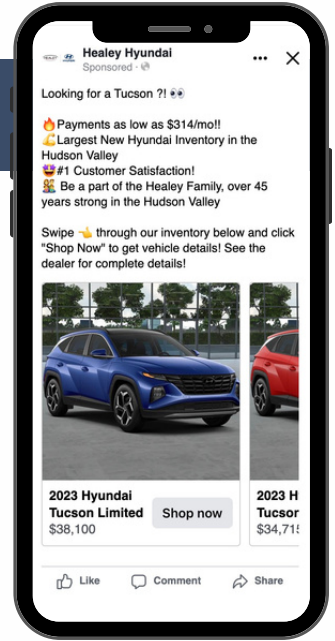 Healey Hyundai
Sponsored ·
Looking for a Tucson ?! 👀
🔥Payments as low as $314/mo!!
💪Largest New Hyundai Inventory in the
Hudson Valley
🤩#1 Customer Satisfaction!
👨‍👩‍👧‍👦 Be a part of the Healey Family, over 45
years strong in the Hudson Valley
Swipe 👈 through our inventory below and click
"Shop Now" to get vehicle details! See the
dealer for complete details!
2023 Hyundai
Tucson Limited
$38,100
Shop now
2023 H
Tucsor
$34,715
Like
Comment
Share